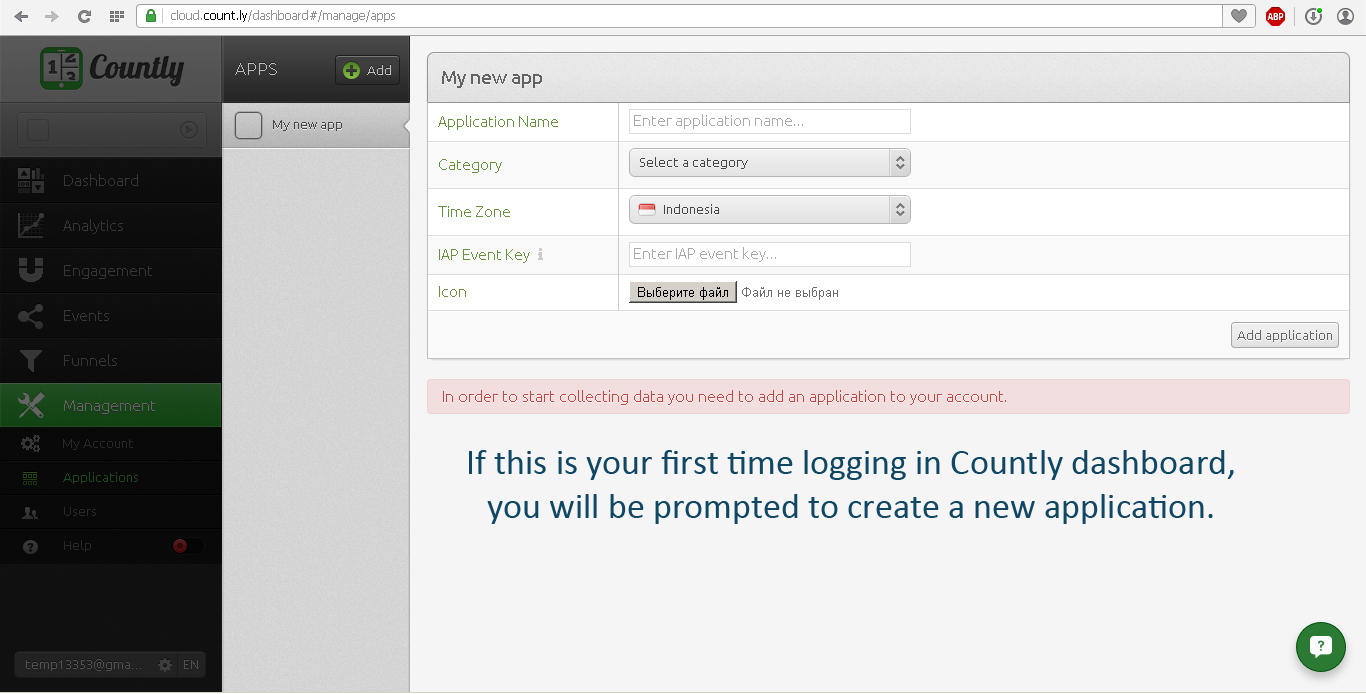 cloud.count.ly/dashboard#/manage/apps
ABP
1 2 3 Countly
APPS
Add
My new app
Dashboard
Analytics
Engagement
Events
Funnels
Management
My Account
Applications
Users
Help
temp13353@gma... EN
My new app
Application Name Enter application name...
Category Select a category
Time Zone Indonesia
IAP Event Key i Enter IAP event key...
Icon Выберите файл Файл не выбран
Add application
In order to start collecting data you need to add an application to your account.
If this is your first time logging in Countly dashboard,
you will be prompted to create a new application.
?